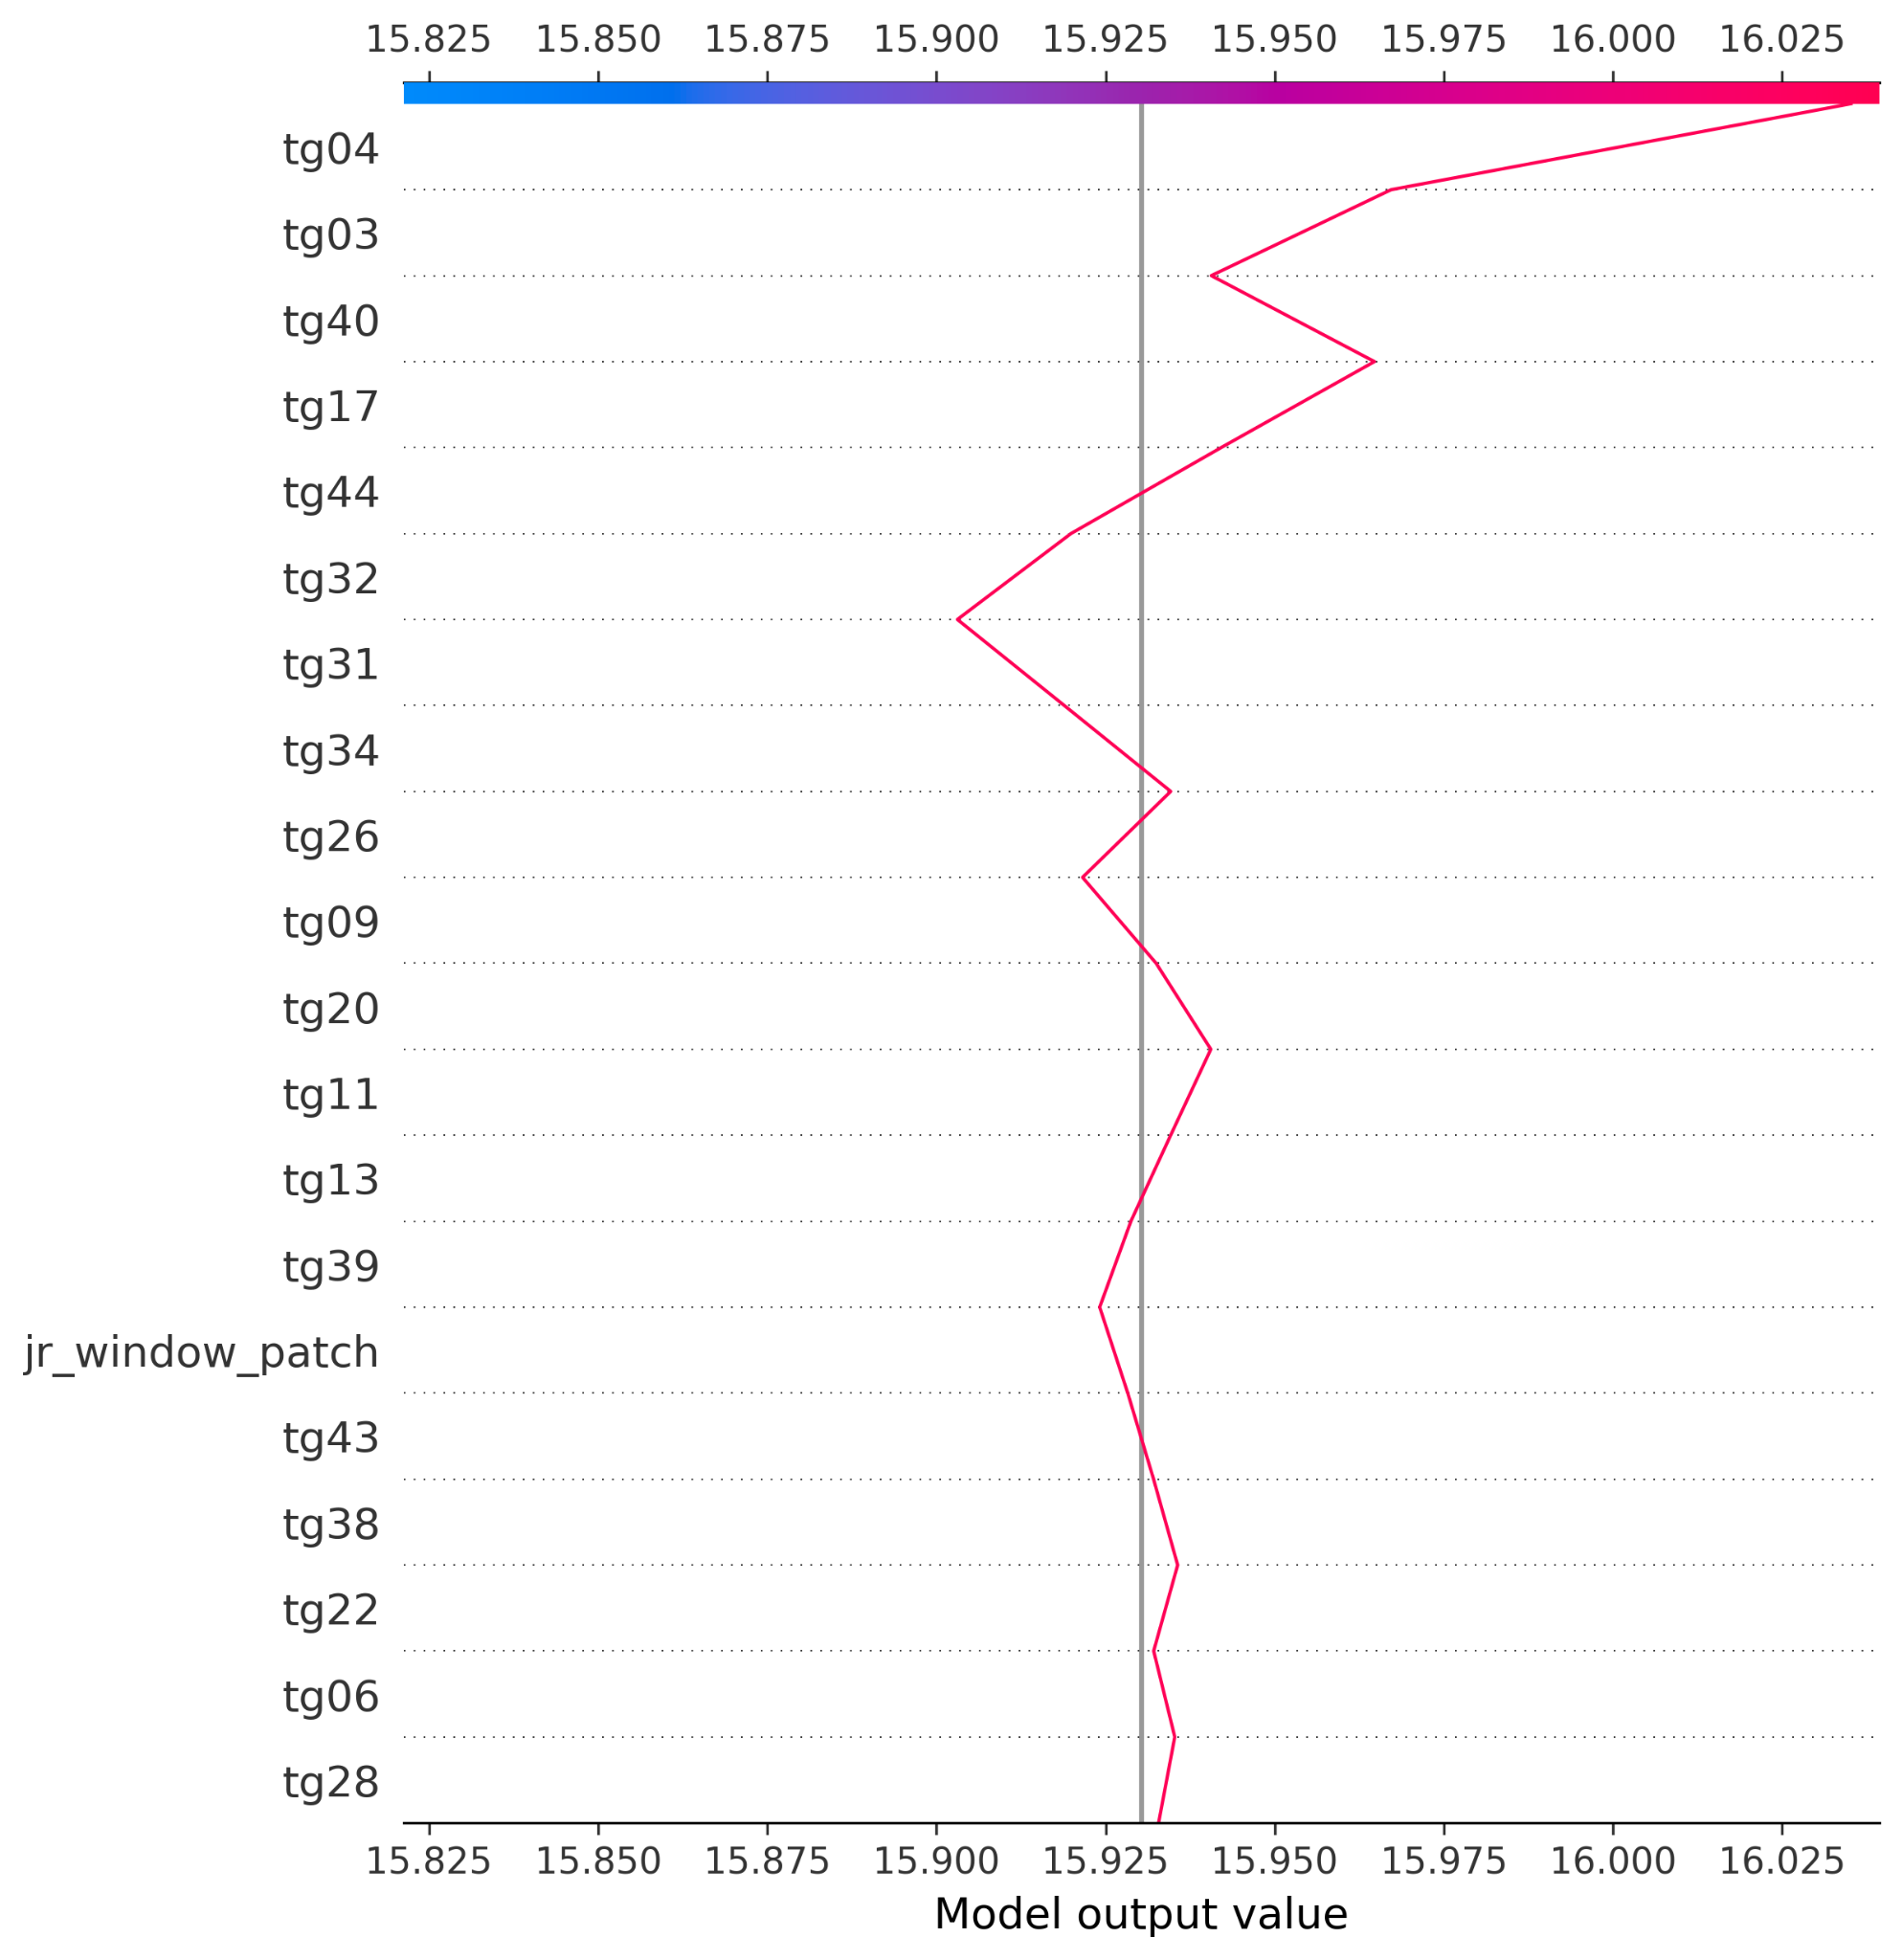 15.825 15.850 15.875 15.900 15.925 15.950 15.975 16.000 16.025
tg04
tg03
tg40
tg17
tg44
tg32
tg31
tg34
tg26
tg09
tg20
tg11
tg13
tg39
jr_window_patch
tg43
tg38
tg22
tg06
tg28
15.825 15.850 15.875 15.900 15.925 15.950 15.975 16.000 16.025
Model output value